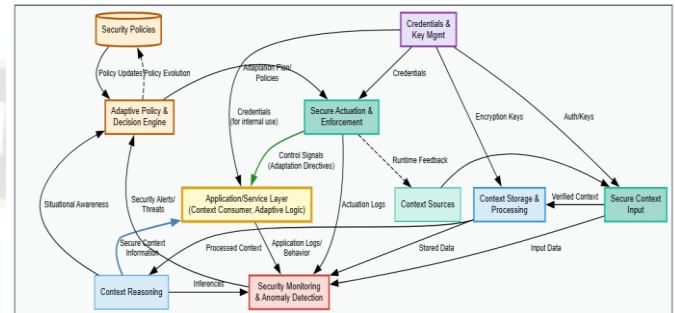 Security Policies
Credentials &
Key Mgmt
Policy Updates
Policy Evolution
Adaptation Plan/
Policies
Credentials
Adaptive Policy &
Decision Engine
Secure Actuation &
Enforcement
Credentials
(for internal use)
Encryption Keys
Auth/Keys
Control Signals
(Adaptation Directives)
Runtime Feedback
Situational Awareness
Security Alerts/
Threats
Application/Service Layer
(Context Consumer, Adaptive Logic)
Actuation Logs
Context Sources
Context Storage &
Processing
Verified Context
Secure Context
Input
Secure Context
Information
Processed Context
Application Logs/
Behavior
Stored Data
Input Data
Context Reasoning
Inferences
Security Monitoring
& Anomaly Detection